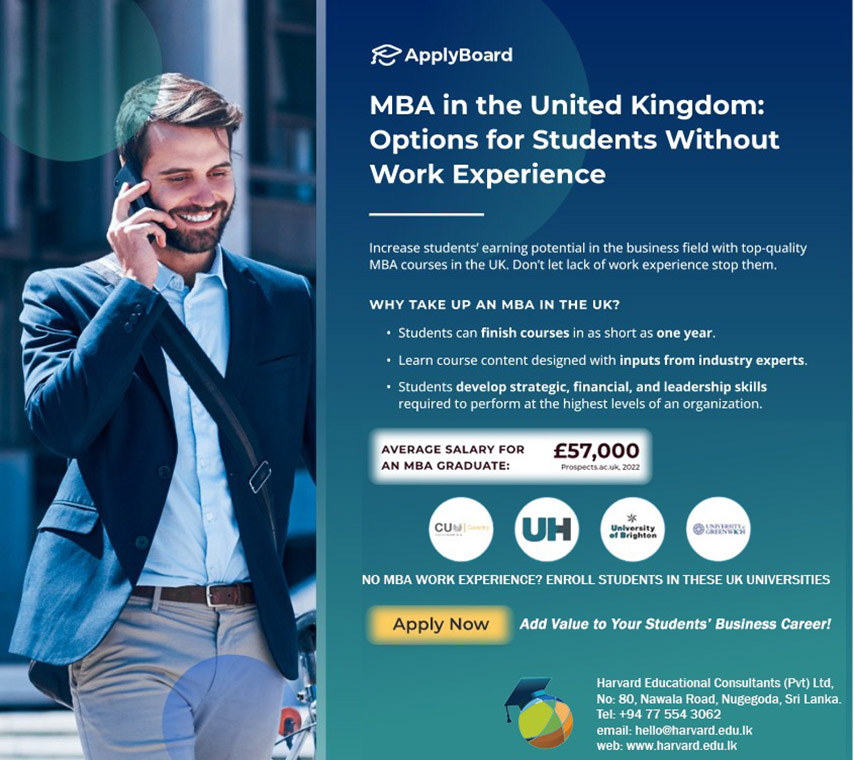 ApplyBoard
MBA in the United Kingdom:
Options for Students Without
Work Experience
Increase students' earning potential in the business field with top-quality
MBA courses in the UK. Don't let lack of work experience stop them.
WHY TAKE UP AN MBA IN THE UK?
• Students can finish courses in as short as one year.
• Learn course content designed with inputs from industry experts.
• Students develop strategic, financial, and leadership skills
required to perform at the highest levels of an organization.
AVERAGE SALARY FOR
AN MBA GRADUATE:
£57,000
Prospects.ac.uk, 2022
CU
Coventry
UH
University
of Brighton
UNIVERSITY of
GREENWICH
NO MBA WORK EXPERIENCE? ENROLL STUDENTS IN THESE UK UNIVERSITIES
Apply Now
Add Value to Your Students' Business Career!
Harvard Educational Consultants (Pvt) Ltd,
No: 80, Nawala Road, Nugegoda, Sri Lanka.
Tel: +94 77 554 3062
email: hello@harvard.edu.lk
web: www.harvard.edu.lk